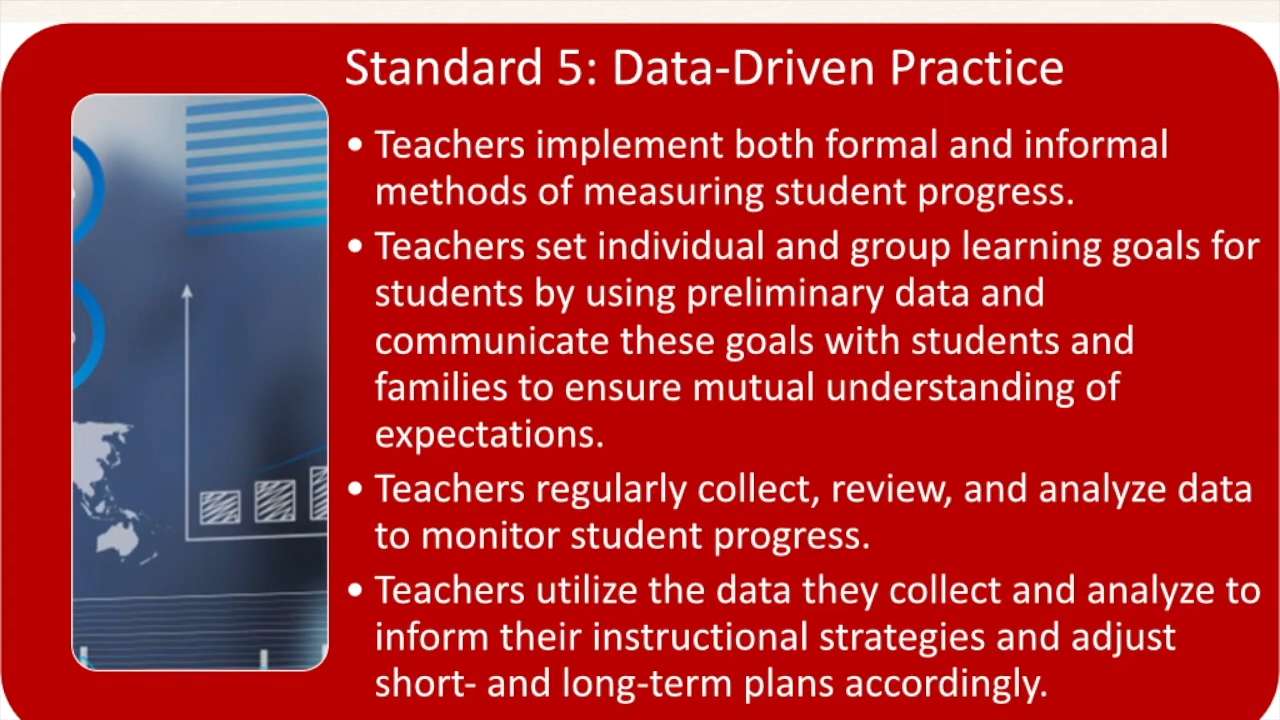 Standard 5: Data-Driven Practice
• Teachers implement both formal and informal
methods of measuring student progress.
• Teachers set individual and group learning goals for
students by using preliminary data and
communicate these goals with students and
families to ensure mutual understanding of
expectations.
• Teachers regularly collect, review, and analyze data
to monitor student progress.
• Teachers utilize the data they collect and analyze to
inform their instructional strategies and adjust
short- and long-term plans accordingly.